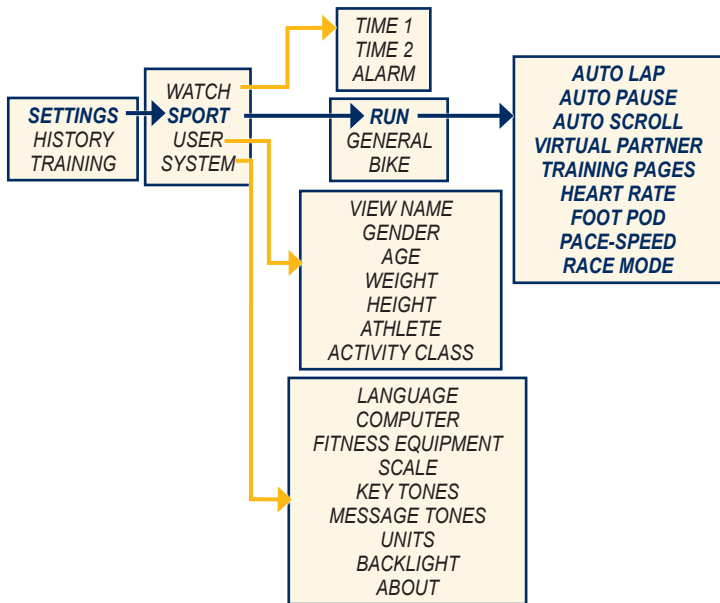 SETTINGS
HISTORY
TRAINING
WATCH
SPORT
USER
SYSTEM
TIME 1
TIME 2
ALARM
RUN
GENERAL
BIKE
AUTO LAP
AUTO PAUSE
AUTO SCROLL
VIRTUAL PARTNER
TRAINING PAGES
HEART RATE
FOOT POD
PACE-SPEED
RACE MODE
VIEW NAME
GENDER
AGE
WEIGHT
HEIGHT
ATHLETE
ACTIVITY CLASS
LANGUAGE
COMPUTER
FITNESS EQUIPMENT
SCALE
KEY TONES
MESSAGE TONES
UNITS
BACKLIGHT
ABOUT